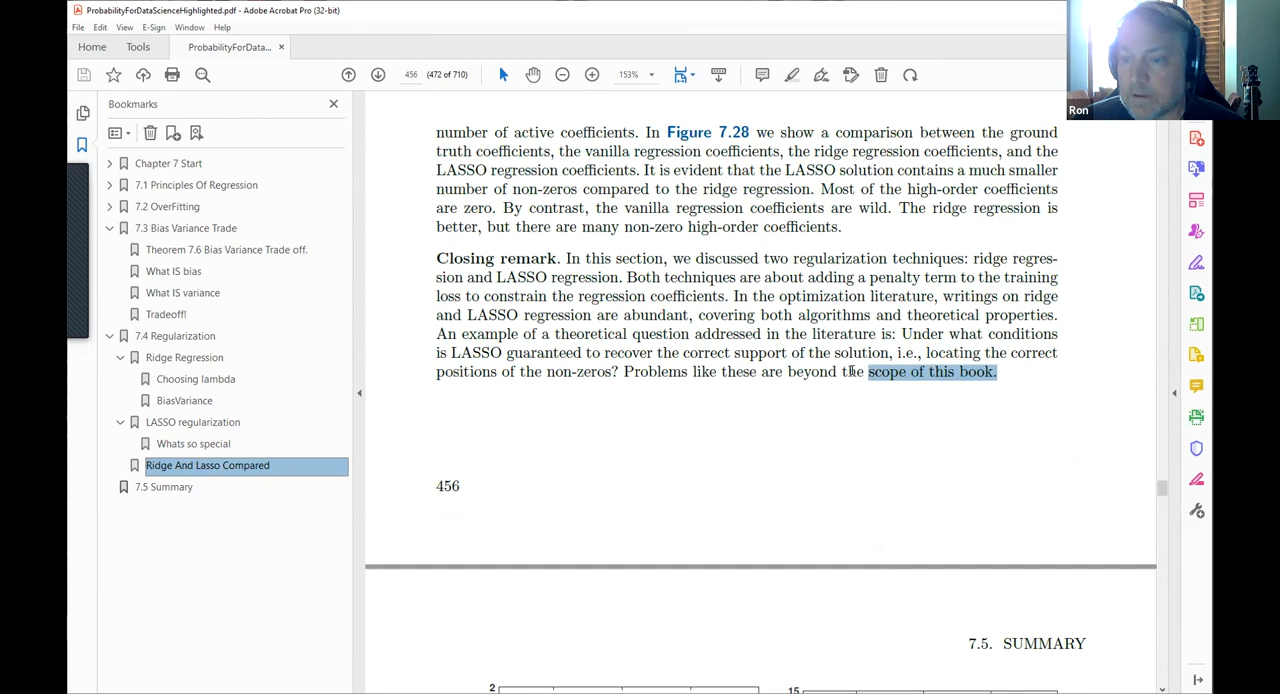 ProbabilityForDataScienceHighlighted.pdf - Adobe Acrobat Pro (32-bit)
File Edit View E-Sign Window Help
Home Tools ProbabilityForData... ×
456 (472 of 710) 153%
Ron
Bookmarks
Chapter 7 Start
7.1 Principles Of Regression
7.2 OverFitting
7.3 Bias Variance Trade
Theorem 7.6 Bias Variance Trade off.
What IS bias
What IS variance
Tradeoff!
7.4 Regularization
Ridge Regression
Choosing lambda
BiasVariance
LASSO regularization
Whats so special
Ridge And Lasso Compared
7.5 Summary
number of active coefficients. In Figure 7.28 we show a comparison between the ground
truth coefficients, the vanilla regression coefficients, the ridge regression coefficients, and the
LASSO regression coefficients. It is evident that the LASSO solution contains a much smaller
number of non-zeros compared to the ridge regression. Most of the high-order coefficients
are zero. By contrast, the vanilla regression coefficients are wild. The ridge regression is
better, but there are many non-zero high-order coefficients.
Closing remark. In this section, we discussed two regularization techniques: ridge regres-
sion and LASSO regression. Both techniques are about adding a penalty term to the training
loss to constrain the regression coefficients. In the optimization literature, writings on ridge
and LASSO regression are abundant, covering both algorithms and theoretical properties.
An example of a theoretical question addressed in the literature is: Under what conditions
is LASSO guaranteed to recover the correct support of the solution, i.e., locating the correct
positions of the non-zeros? Problems like these are beyond the scope of this book.
456
7.5. SUMMARY
2 15